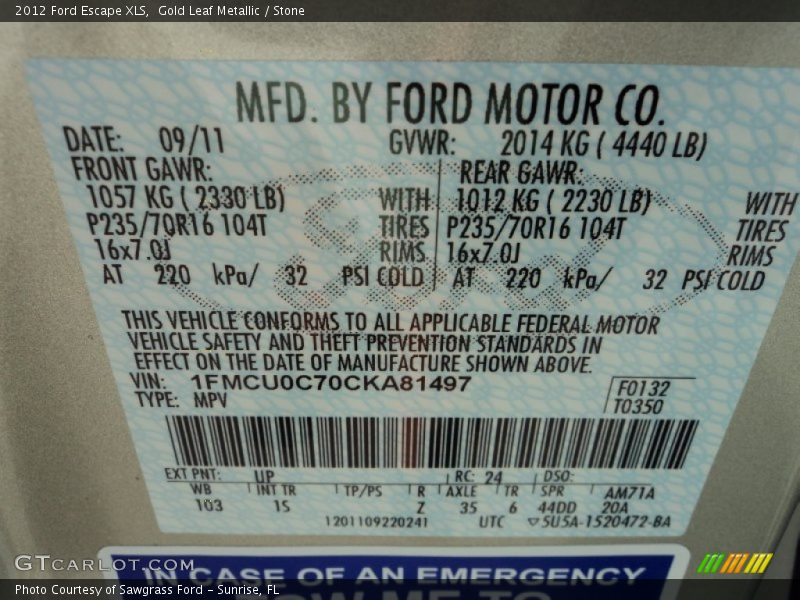 2012 Ford Escape XLS,  Gold Leaf Metallic / Stone
MFD. BY FORD MOTOR CO.
DATE: 09/11 GVWR: 2014 KG ( 4440 LB)
FRONT GAWR: REAR GAWR:
1057 KG ( 2330 LB) WITH 1012 KG ( 2230 LB) WITH
P235/70R16 104T TIRES P235/70R16 104T TIRES
16x7.0J RIMS 16x7.0J RIMS
AT 220 kPa/ 32 PSI COLD AT 220 kPa/ 32 PSI COLD
THIS VEHICLE CONFORMS TO ALL APPLICABLE FEDERAL MOTOR
VEHICLE SAFETY AND THEFT PREVENTION STANDARDS IN
EFFECT ON THE DATE OF MANUFACTURE SHOWN ABOVE.
VIN: 1FMCU0C70CKA81497 F0132
TYPE: MPV T0350
EXT PNT: UP RC: 24 DSO:
WB INT TR TP/PS R AXLE TR SPR AM71A
103 1S Z 35 6 44DD 20A
1201109220241 UTC ▽5U5A-1520472-BA
IN CASE OF AN EMERGENCY
GTCARLOT.COM
Photo Courtesy of Sawgrass Ford - Sunrise, FL